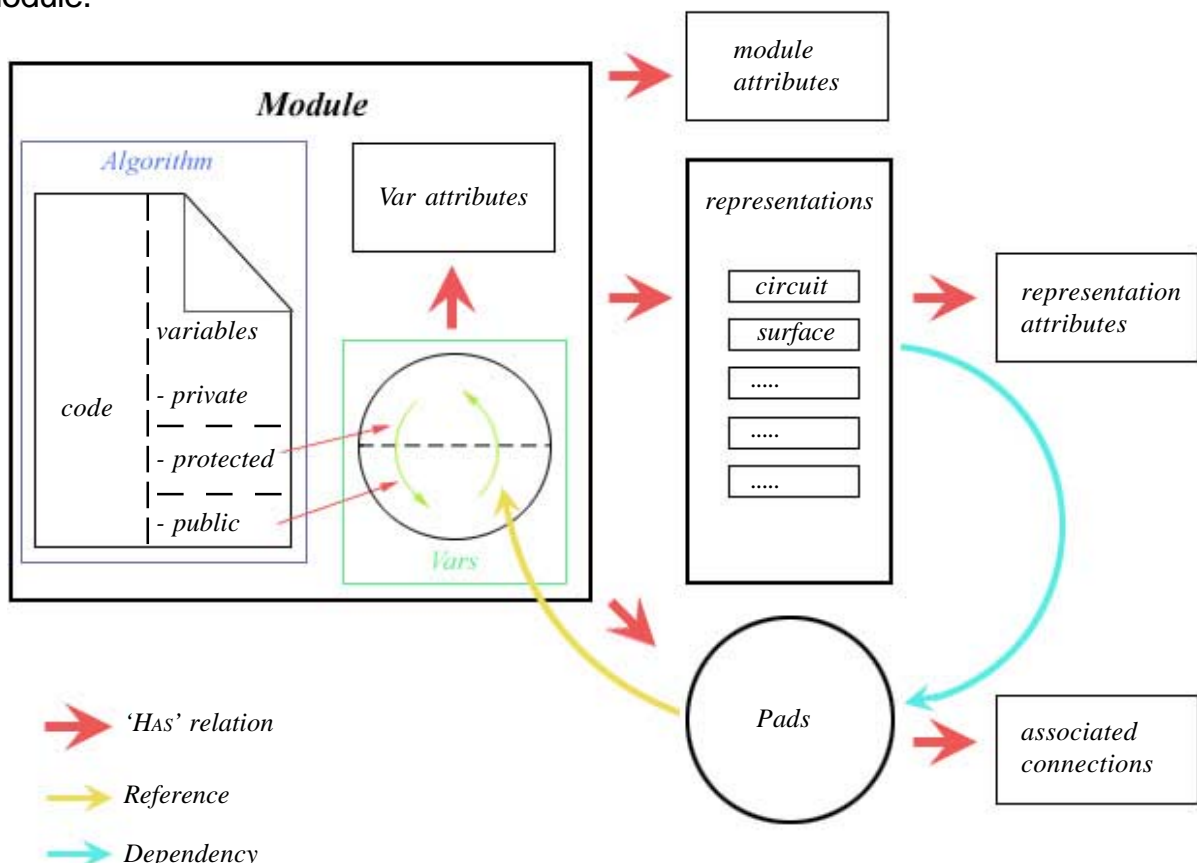 module.
module
attributes
Module
Algorithm
Var attributes
representations
circuit
surface
.....
.....
.....
representation
attributes
variables
code
- private
- protected
- public
Vars
Pads
associated
connections
‘HAS’ relation
Reference
Dependency